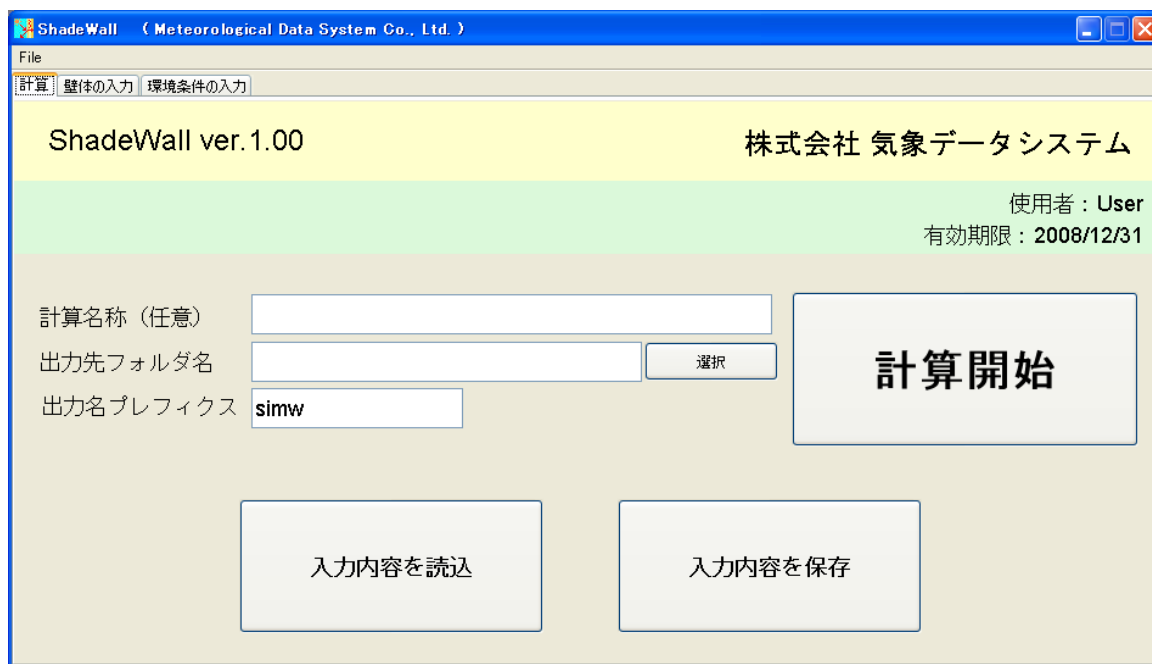 ShadeWall （ Meteorological Data System Co., Ltd. ）
File
計算 壁体の入力 環境条件の入力
ShadeWall ver.1.00 株式会社 気象データシステム
使用者：User
有効期限：2008/12/31
計算名称（任意）
出力先フォルダ名 選択
計算開始
出力名プレフィクス simw
入力内容を読込 入力内容を保存